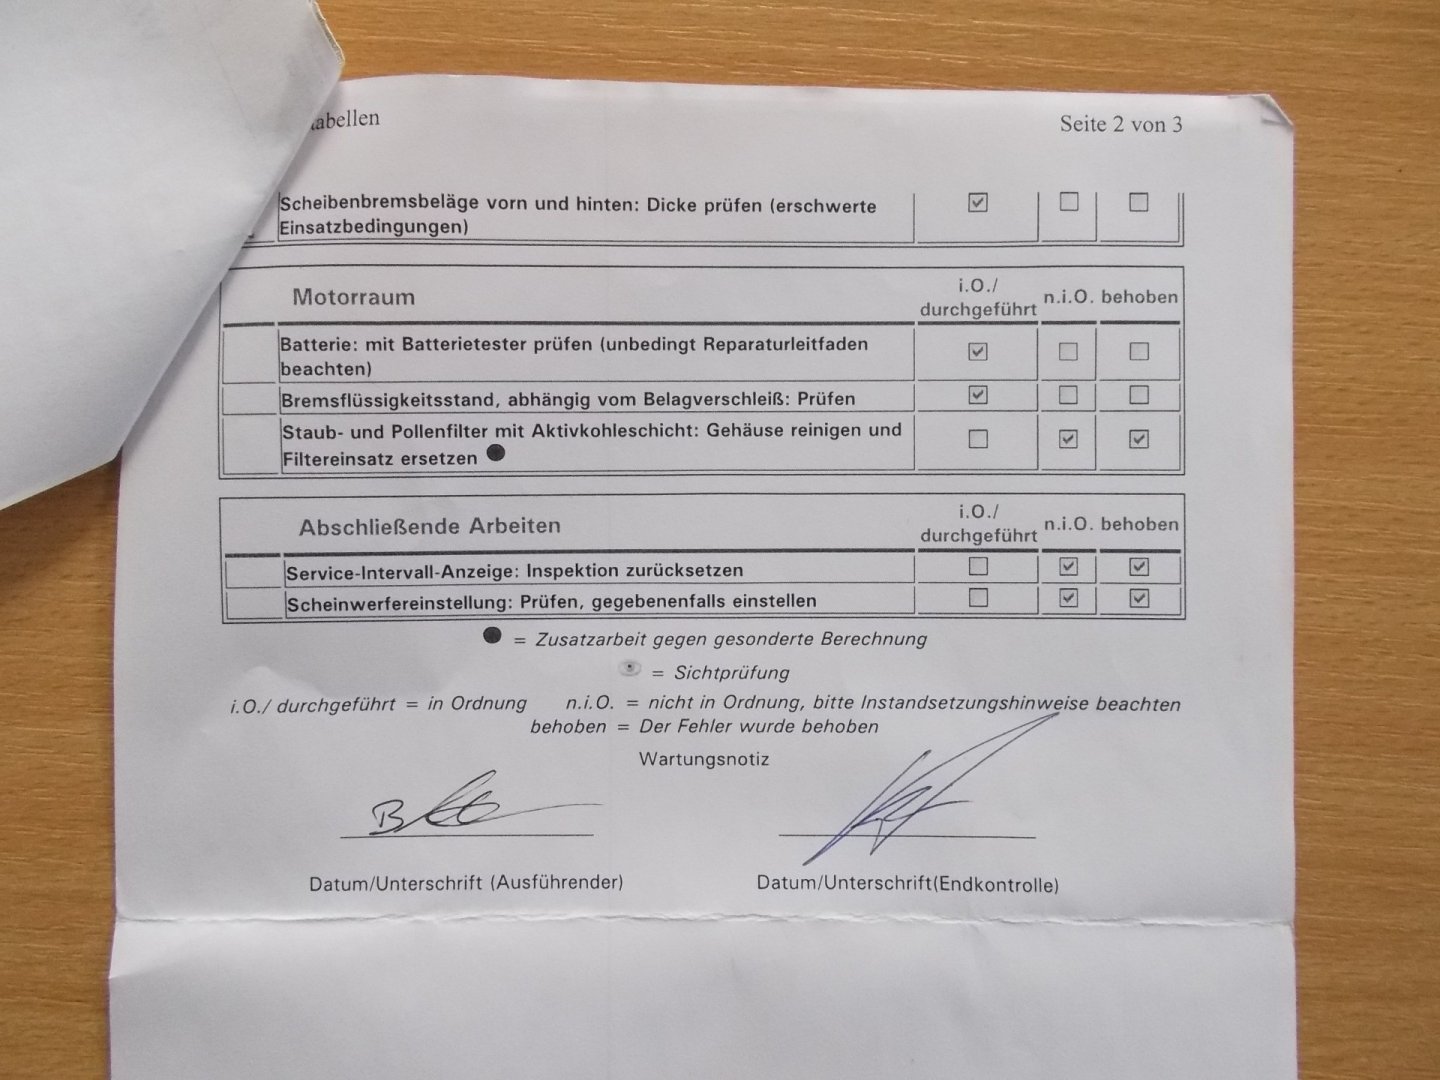 Seite 2 von 3
Scheibenbremsbeläge vorn und hinten: Dicke prüfen (erschwerte
Einsatzbedingungen)
Motorraum
i.O./
durchgeführt n.i.O. behoben
Batterie: mit Batterietester prüfen (unbedingt Reparaturleitfaden
beachten)
Bremsflüssigkeitsstand, abhängig vom Belagverschleiß: Prüfen
Staub- und Pollenfilter mit Aktivkohleschicht: Gehäuse reinigen und
Filtereinsatz ersetzen
Abschließende Arbeiten
i.O./
durchgeführt n.i.O. behoben
Service-Intervall-Anzeige: Inspektion zurücksetzen
Scheinwerfereinstellung: Prüfen, gegebenenfalls einstellen
= Zusatzarbeit gegen gesonderte Berechnung
= Sichtprüfung
i.O./ durchgeführt = in Ordnung n.i.O. = nicht in Ordnung, bitte Instandsetzungshinweise beachten
behoben = Der Fehler wurde behoben
Wartungsnotiz
Datum/Unterschrift (Ausführender) Datum/Unterschrift(Endkontrolle)